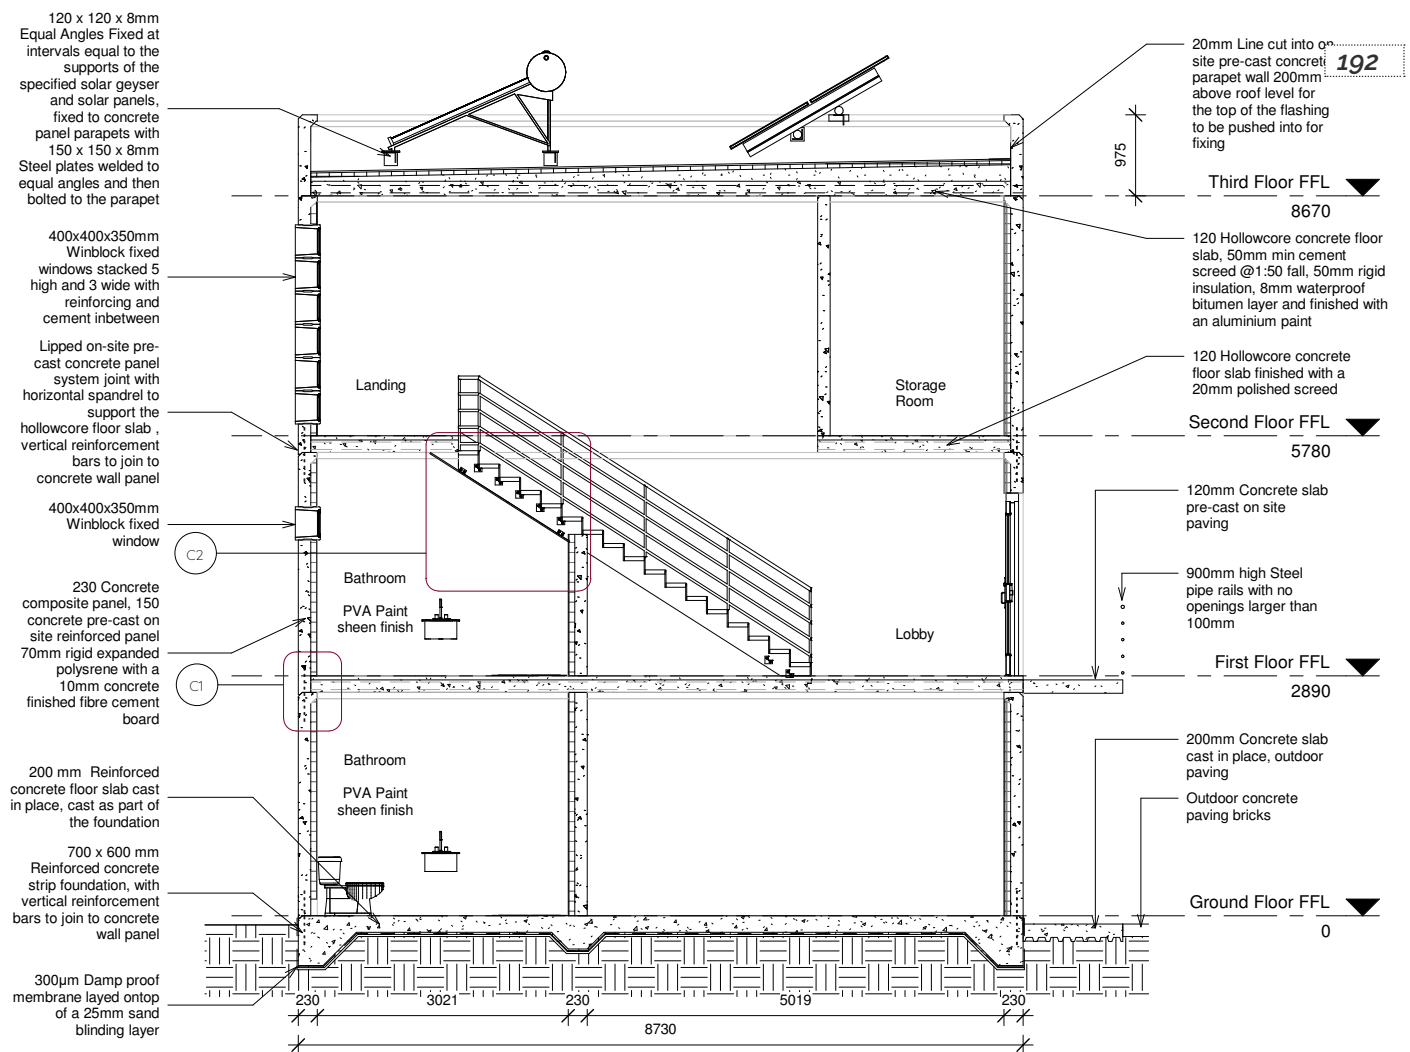 120 x 120 x 8mm
Equal Angles Fixed at
intervals equal to the
supports of the
specified solar geyser
and solar panels,
fixed to concrete
panel parapets with
150 x 150 x 8mm
Steel plates welded to
equal angles and then
bolted to the parapet
400x400x350mm
Winblock fixed
windows stacked 5
high and 3 wide with
reinforcing and
cement inbetween
Lipped on-site pre-
cast concrete panel
system joint with
horizontal spandrel to
support the
hollowcore floor slab ,
vertical reinforcement
bars to join to
concrete wall panel
400x400x350mm
Winblock fixed
window
C2
230 Concrete
composite panel, 150
concrete pre-cast on
site reinforced panel
70mm rigid expanded
polysrene with a
10mm concrete
finished fibre cement
board
C1
200 mm  Reinforced
concrete floor slab cast
in place, cast as part of
the foundation
700 x 600 mm
Reinforced concrete
strip foundation, with
vertical reinforcement
bars to join to concrete
wall panel
300µm Damp proof
membrane layed ontop
of a 25mm sand
blinding layer
Landing
Storage
Room
Bathroom
PVA Paint
sheen finish
Lobby
Bathroom
PVA Paint
sheen finish
230
3021
230
5019
230
8730
20mm Line cut into on
site pre-cast concrete
parapet wall 200mm
above roof level for
the top of the flashing
to be pushed into for
fixing
192
975
Third Floor FFL
8670
120 Hollowcore concrete floor
slab, 50mm min cement
screed @1:50 fall, 50mm rigid
insulation, 8mm waterproof
bitumen layer and finished with
an aluminium paint
120 Hollowcore concrete
floor slab finished with a
20mm polished screed
Second Floor FFL
5780
120mm Concrete slab
pre-cast on site
paving
900mm high Steel
pipe rails with no
openings larger than
100mm
First Floor FFL
2890
200mm Concrete slab
cast in place, outdoor
paving
Outdoor concrete
paving bricks
Ground Floor FFL
0